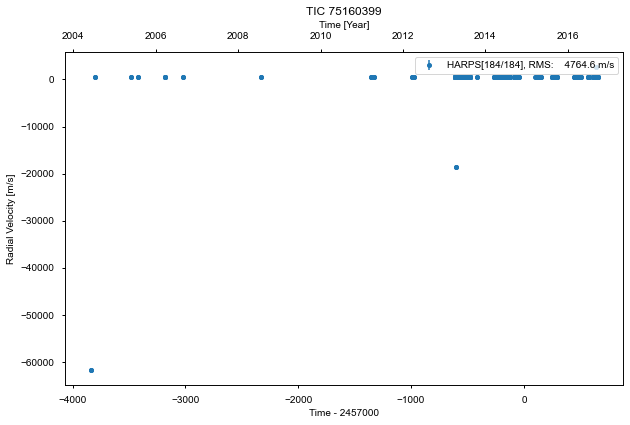 TIC 75160399
Time [Year]
2004 2006 2008 2010 2012 2014 2016
HARPS[184/184], RMS: 4764.6 m/s
0
−10000
−20000
−30000
−40000
−50000
−60000
Radial Velocity [m/s]
−4000 −3000 −2000 −1000 0
Time - 2457000